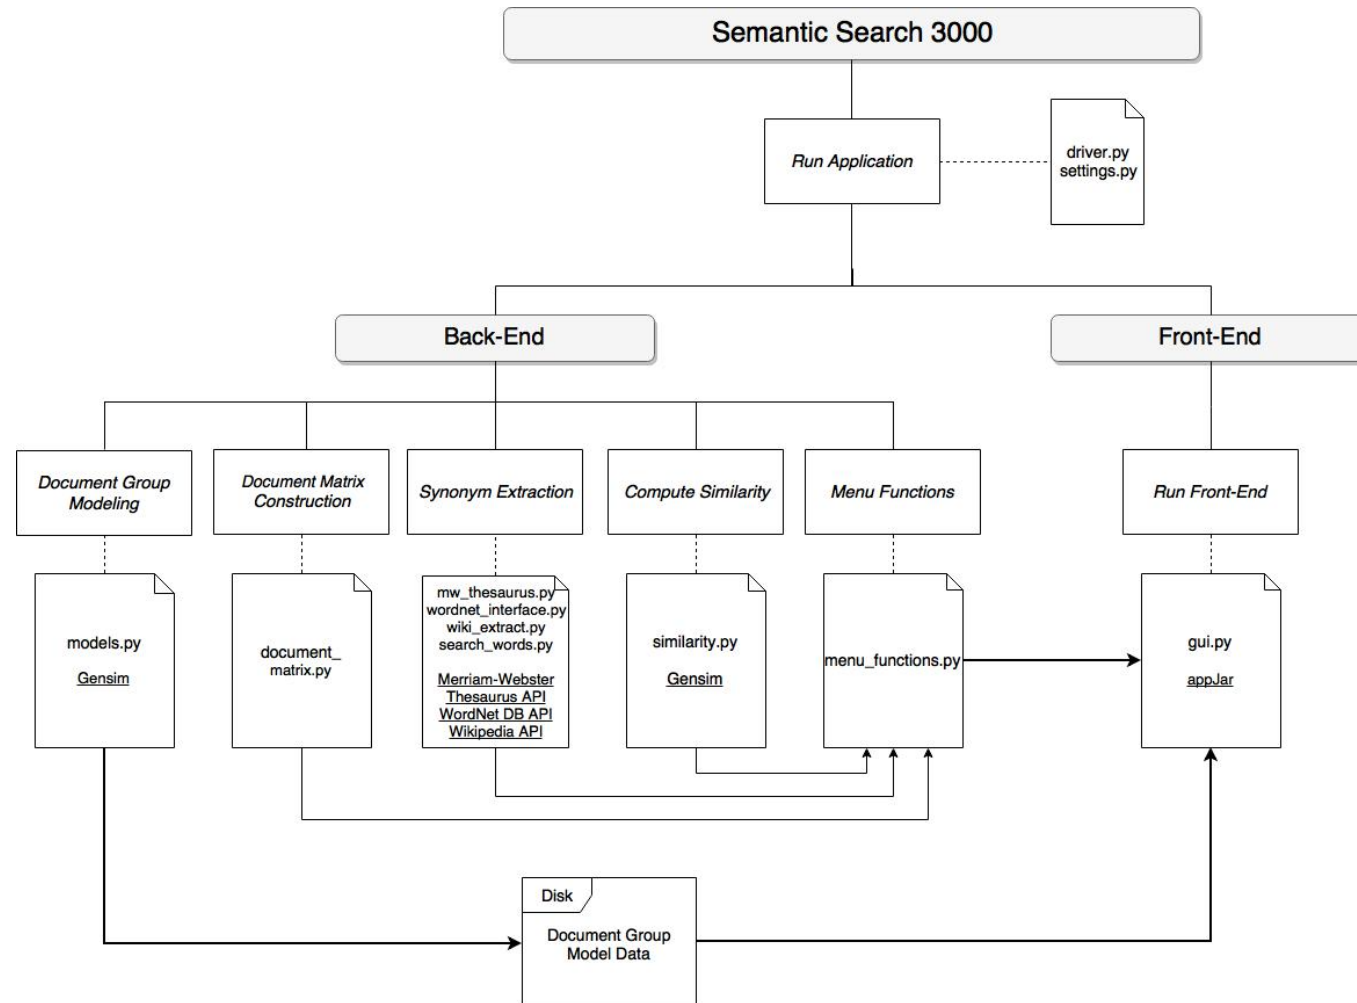 Semantic Search 3000
Run Application
driver.py
settings.py
Back-End
Front-End
Document Group
Modeling
Document Matrix
Construction
Synonym Extraction
Compute Similarity
Menu Functions
Run Front-End
models.py
Gensim
document_
matrix.py
mw_thesaurus.py
wordnet_interface.py
wiki_extract.py
search_words.py
Merriam-Webster
Thesaurus API
WordNet DB API
Wikipedia API
similarity.py
Gensim
menu_functions.py
gui.py
appJar
Disk
Document Group
Model Data